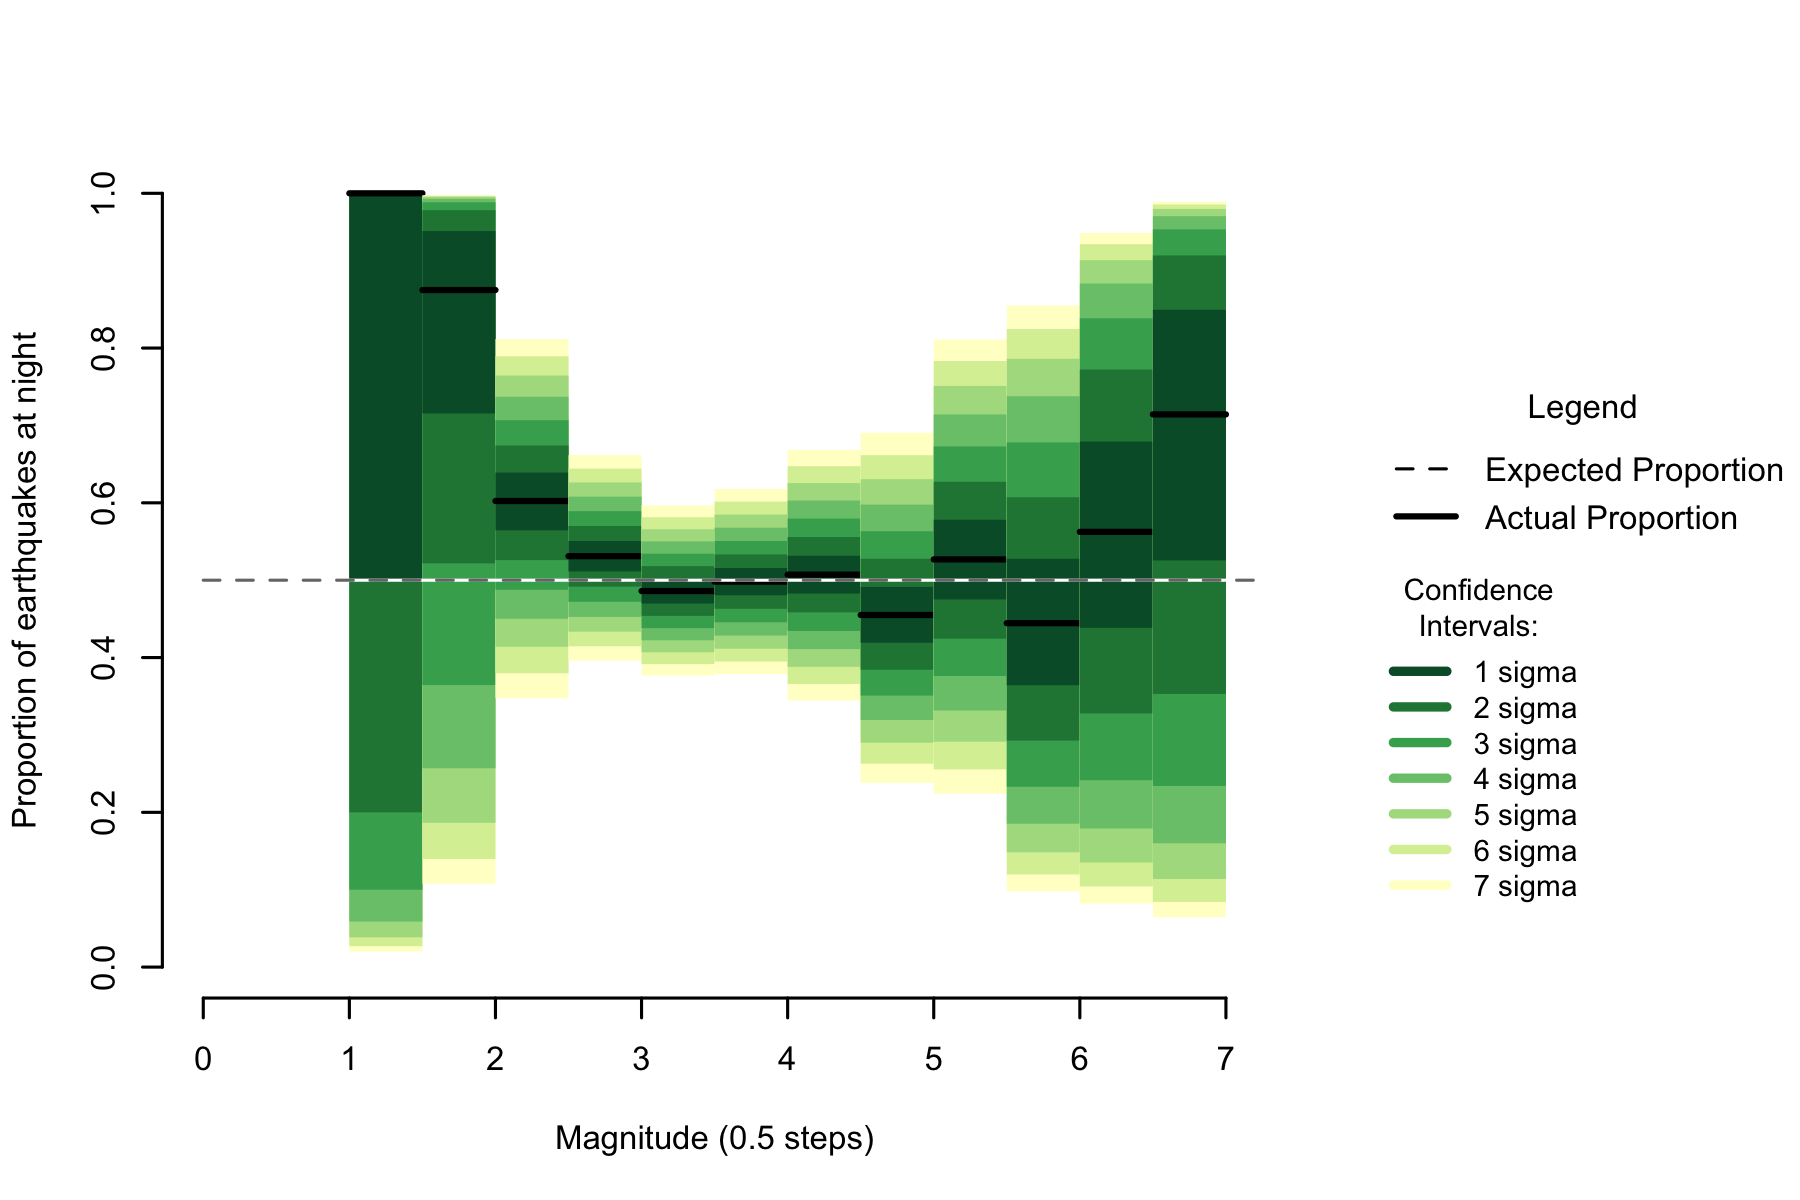 Proportion of earthquakes at night
1.0
0.8
0.6
0.4
0.2
0.0
0 1 2 3 4 5 6 7
Magnitude (0.5 steps)
Legend
Expected Proportion
Actual Proportion
Confidence
Intervals:
1 sigma
2 sigma
3 sigma
4 sigma
5 sigma
6 sigma
7 sigma